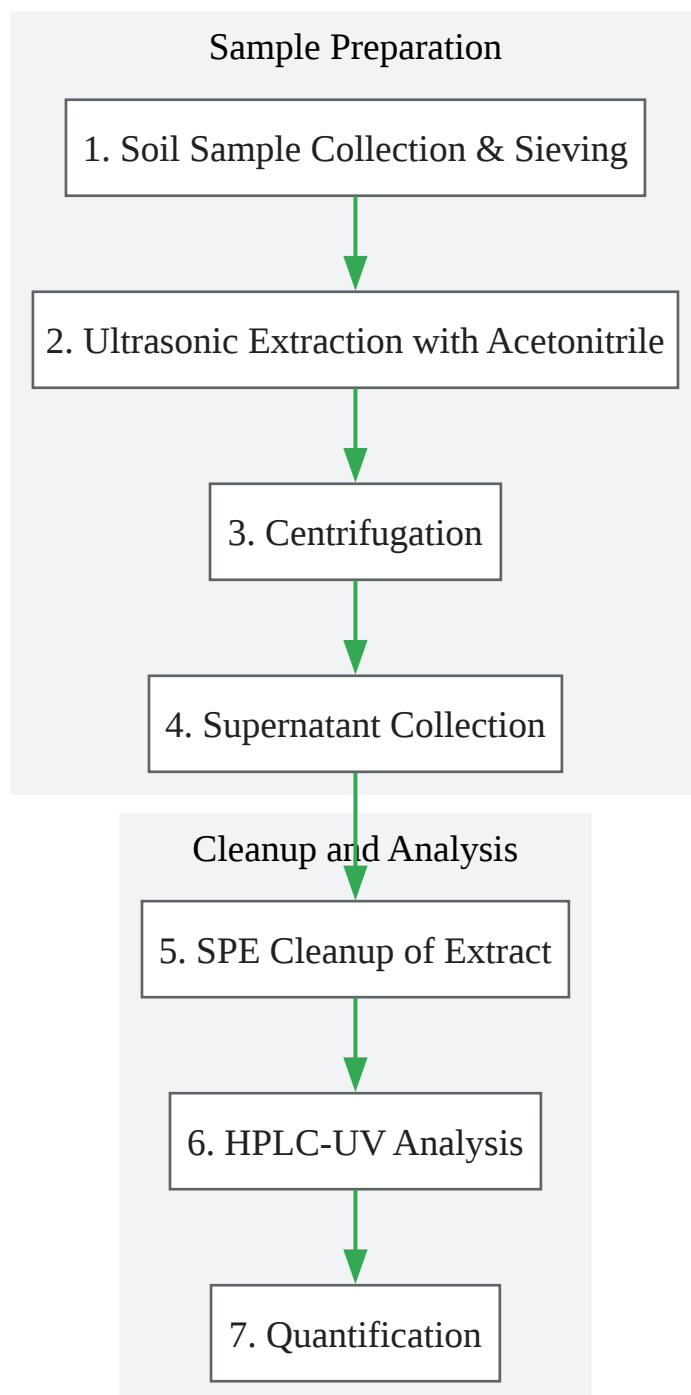 Sample Preparation
1. Soil Sample Collection & Sieving
2. Ultrasonic Extraction with Acetonitrile
3. Centrifugation
4. Supernatant Collection
Cleanup and Analysis
5. SPE Cleanup of Extract
6. HPLC-UV Analysis
7. Quantification